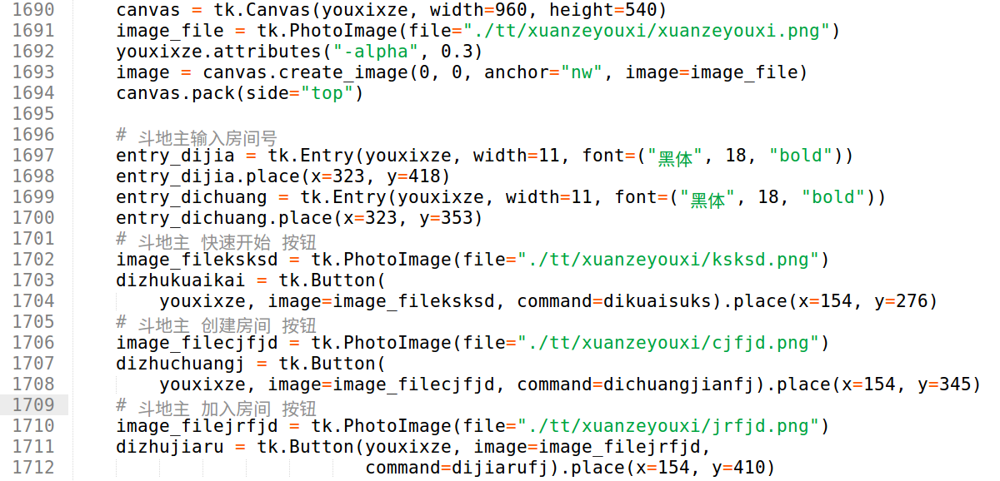 1690 canvas = tk.Canvas(youxixze, width=960, height=540)
1691 image_file = tk.PhotoImage(file="./tt/xuanzeyouxi/xuanzeyouxi.png")
1692 youxixze.attributes("-alpha", 0.3)
1693 image = canvas.create_image(0, 0, anchor="nw", image=image_file)
1694 canvas.pack(side="top")
1695
1696 # 斗地主输入房间号
1697 entry_dijia = tk.Entry(youxixze, width=11, font=("黑体", 18, "bold"))
1698 entry_dijia.place(x=323, y=418)
1699 entry_dichuang = tk.Entry(youxixze, width=11, font=("黑体", 18, "bold"))
1700 entry_dichuang.place(x=323, y=353)
1701 # 斗地主 快速开始 按钮
1702 image_fileksksd = tk.PhotoImage(file="./tt/xuanzeyouxi/ksksd.png")
1703 dizhukuaikai = tk.Button(
1704 youxixze, image=image_fileksksd, command=dikuaisuks).place(x=154, y=276)
1705 # 斗地主 创建房间 按钮
1706 image_filecjfjd = tk.PhotoImage(file="./tt/xuanzeyouxi/cjfjd.png")
1707 dizhuchuangj = tk.Button(
1708 youxixze, image=image_filecjfjd, command=dichuangjianfj).place(x=154, y=345)
1709 # 斗地主 加入房间 按钮
1710 image_filejrfjd = tk.PhotoImage(file="./tt/xuanzeyouxi/jrfjd.png")
1711 dizhujiaru = tk.Button(youxixze, image=image_filejrfjd,
1712 command=dijiarufj).place(x=154, y=410)